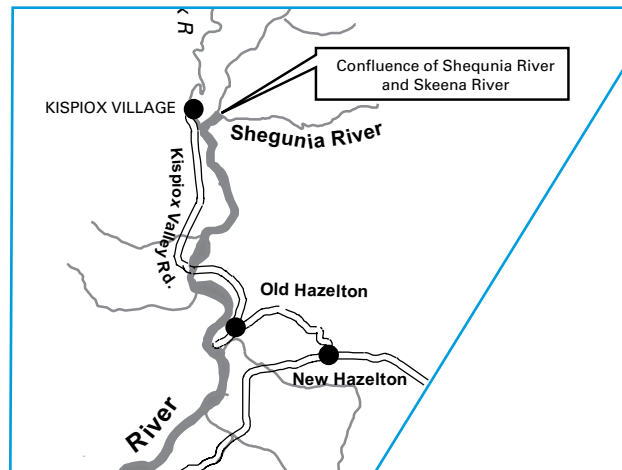 x R
Confluence of Shequnia River
and Skeena River
KISPIOX VILLAGE
Shegunia River
Kispiox Valley Rd.
Old Hazelton
New Hazelton
River